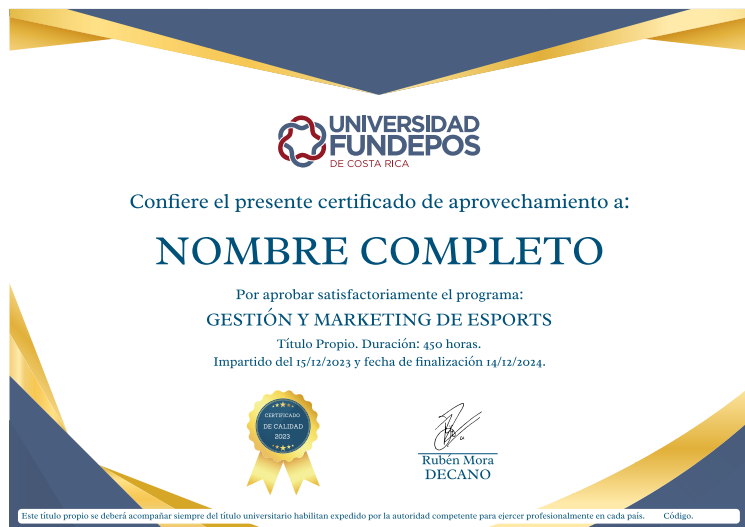 UNIVERSIDAD
FUNDEPOS
DE COSTA RICA
Confiere el presente certificado de aprovechamiento a:
NOMBRE COMPLETO
Por aprobar satisfactoriamente el programa:
GESTIÓN Y MARKETING DE ESPORTS
Título Propio. Duración: 450 horas.
Impartido del 15/12/2023 y fecha de finalización 14/12/2024.
CERTIFICADO
DE CALIDAD
2023
Rubén Mora
DECANO
Este título propio se deberá acompañar siempre del título universitario habilitan expedido por la autoridad competente para ejercer profesionalmente en cada país. Código.